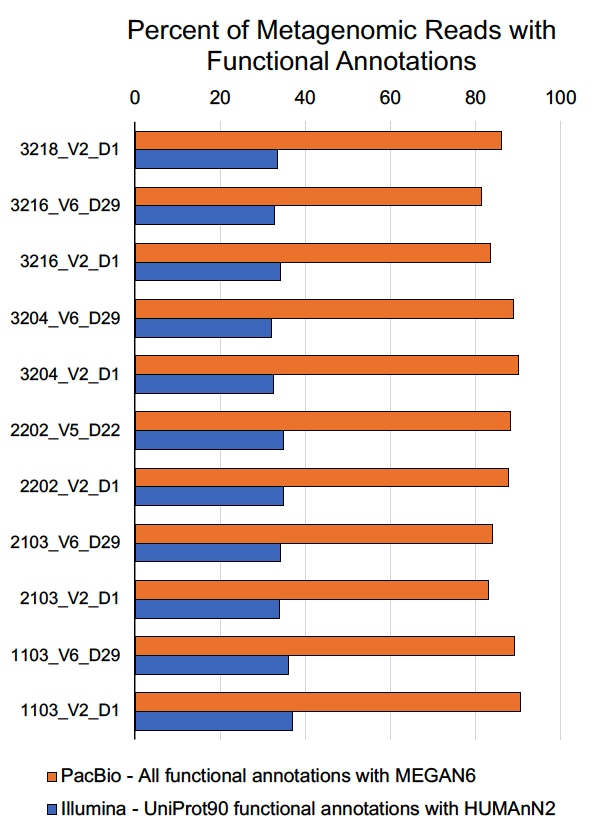 Percent of Metagenomic Reads with
Functional Annotations
0 20 40 60 80 100
3218_V2_D1
3216_V6_D29
3216_V2_D1
3204_V6_D29
3204_V2_D1
2202_V5_D22
2202_V2_D1
2103_V6_D29
2103_V2_D1
1103_V6_D29
1103_V2_D1
PacBio - All functional annotations with MEGAN6
Illumina - UniProt90 functional annotations with HUMAnN2